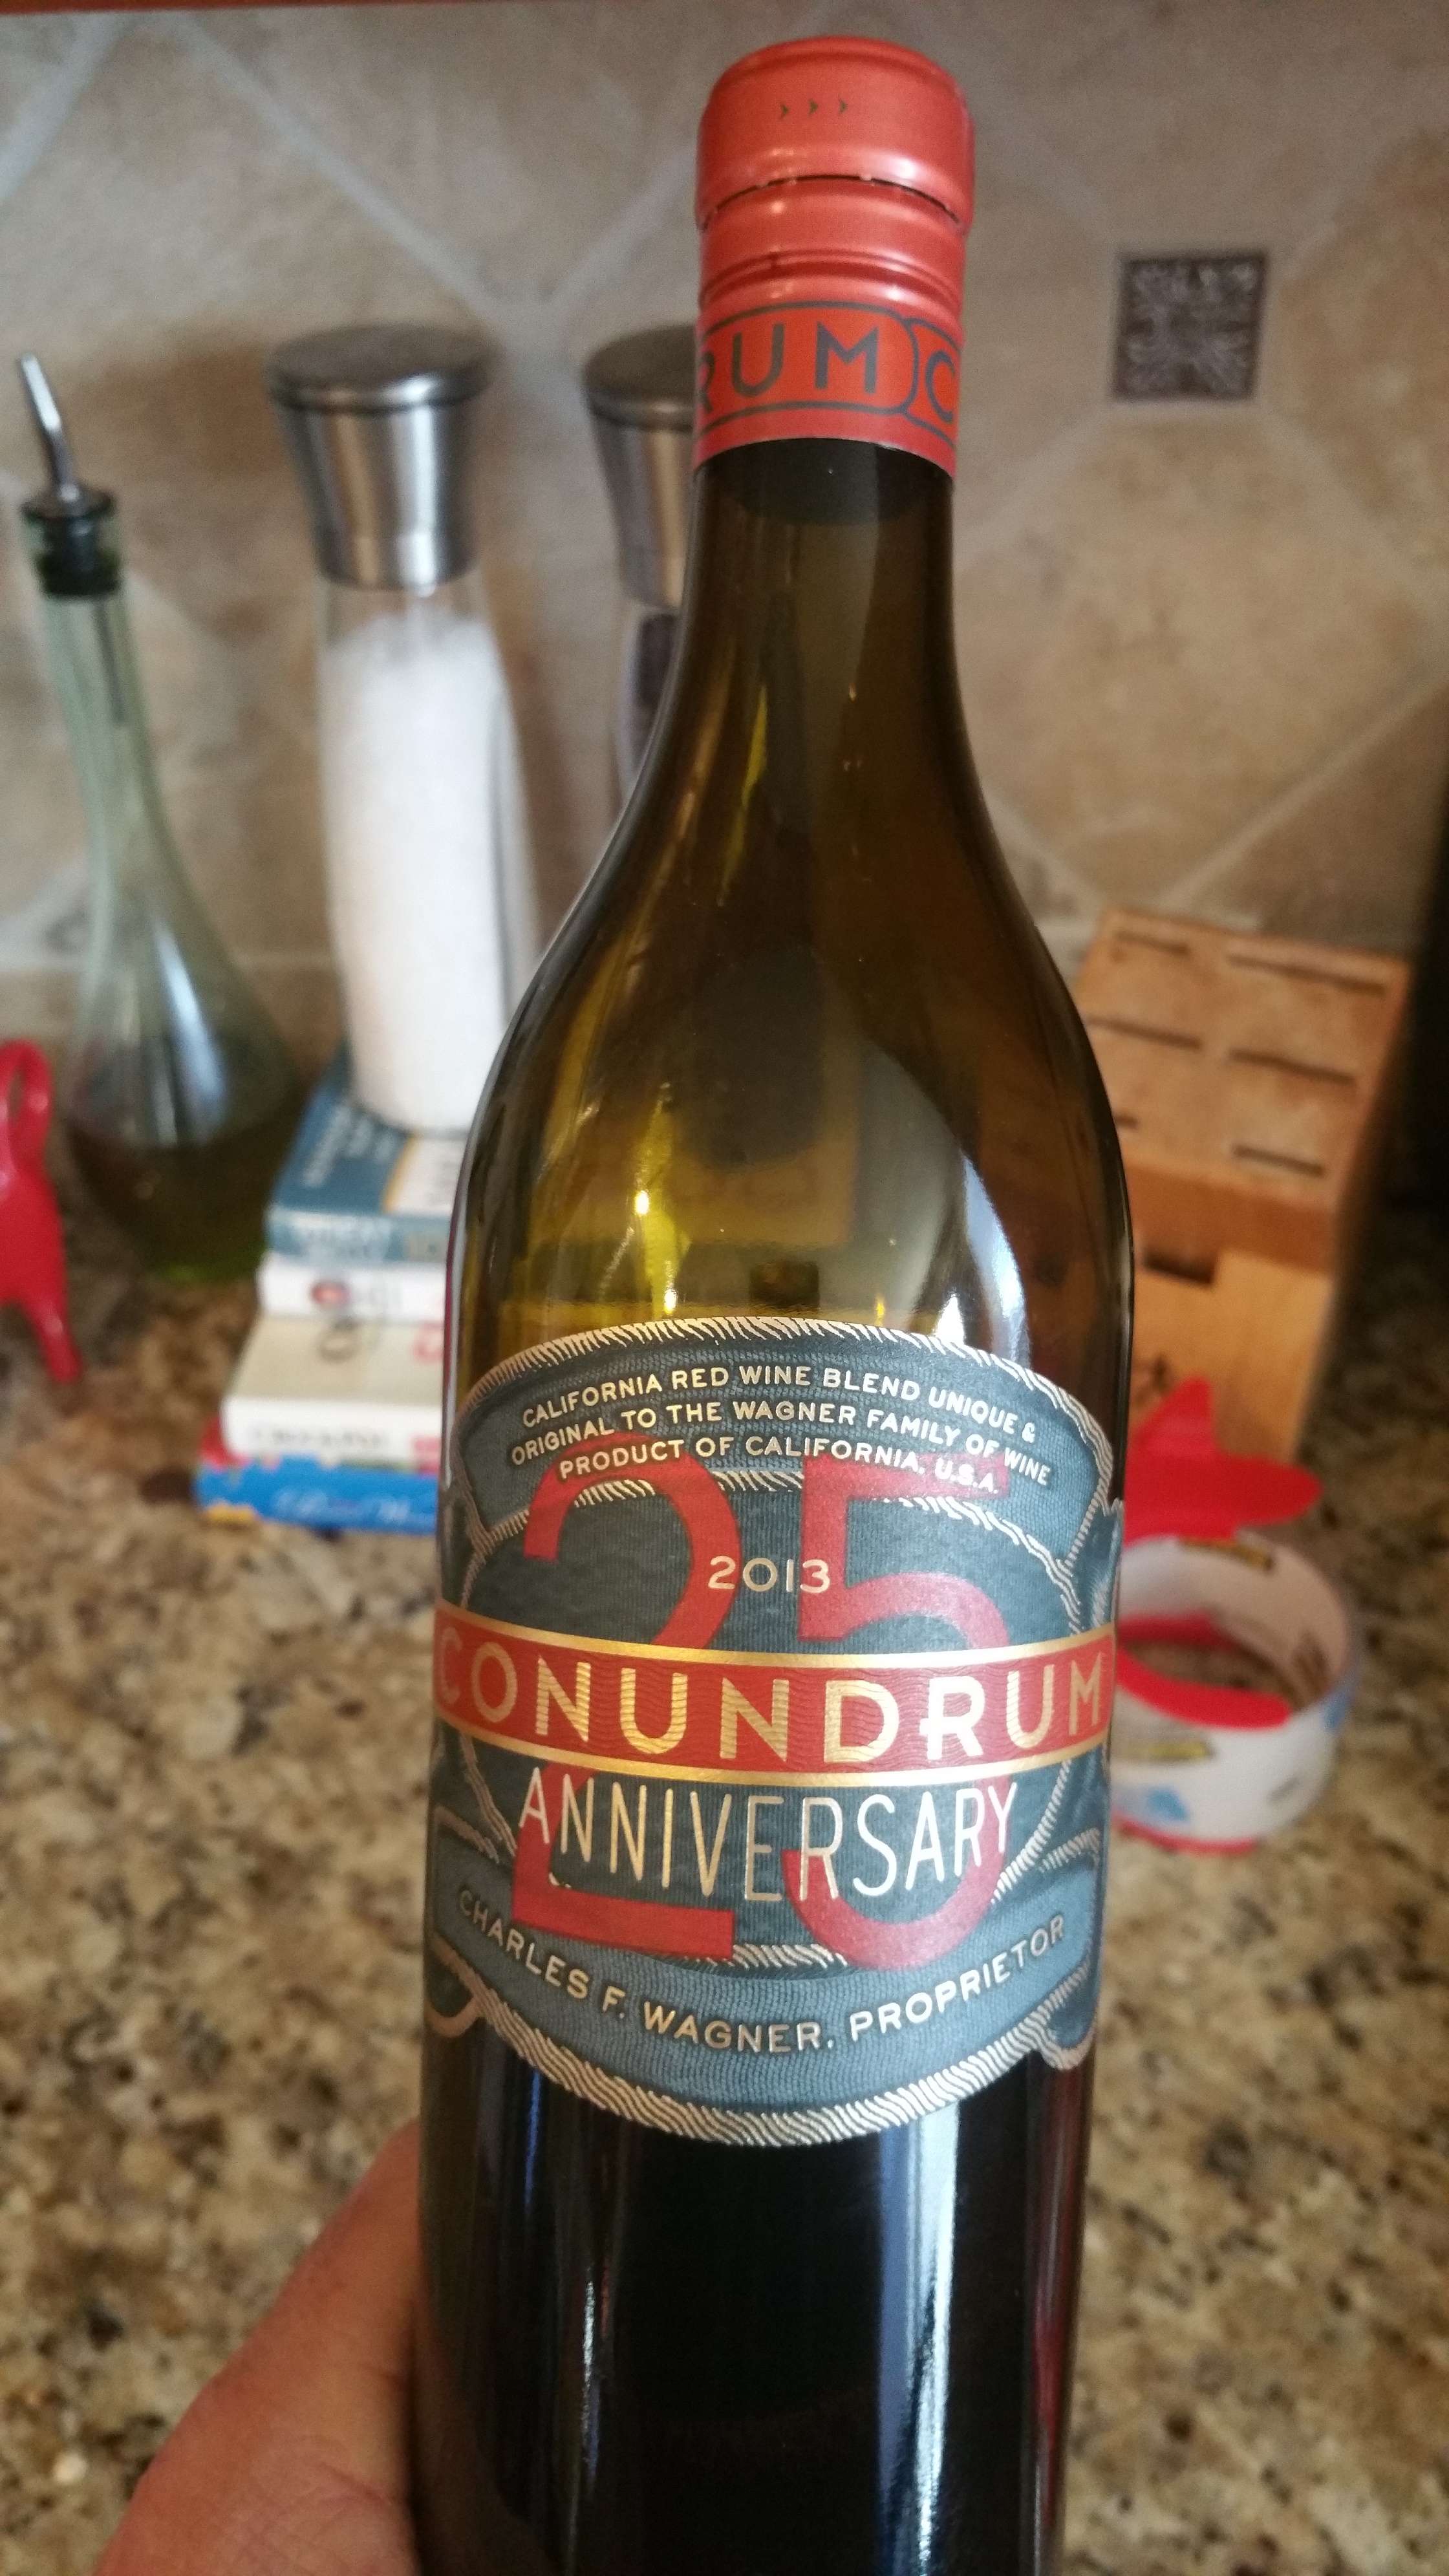 >>>
RUM C
CALIFORNIA RED WINE BLEND UNIQUE &
ORIGINAL TO THE WAGNER FAMILY OF WINE
PRODUCT OF CALIFORNIA, U.S.A.
25
2013
CONUNDRUM
ANNIVERSARY
CHARLES F. WAGNER, PROPRIETOR